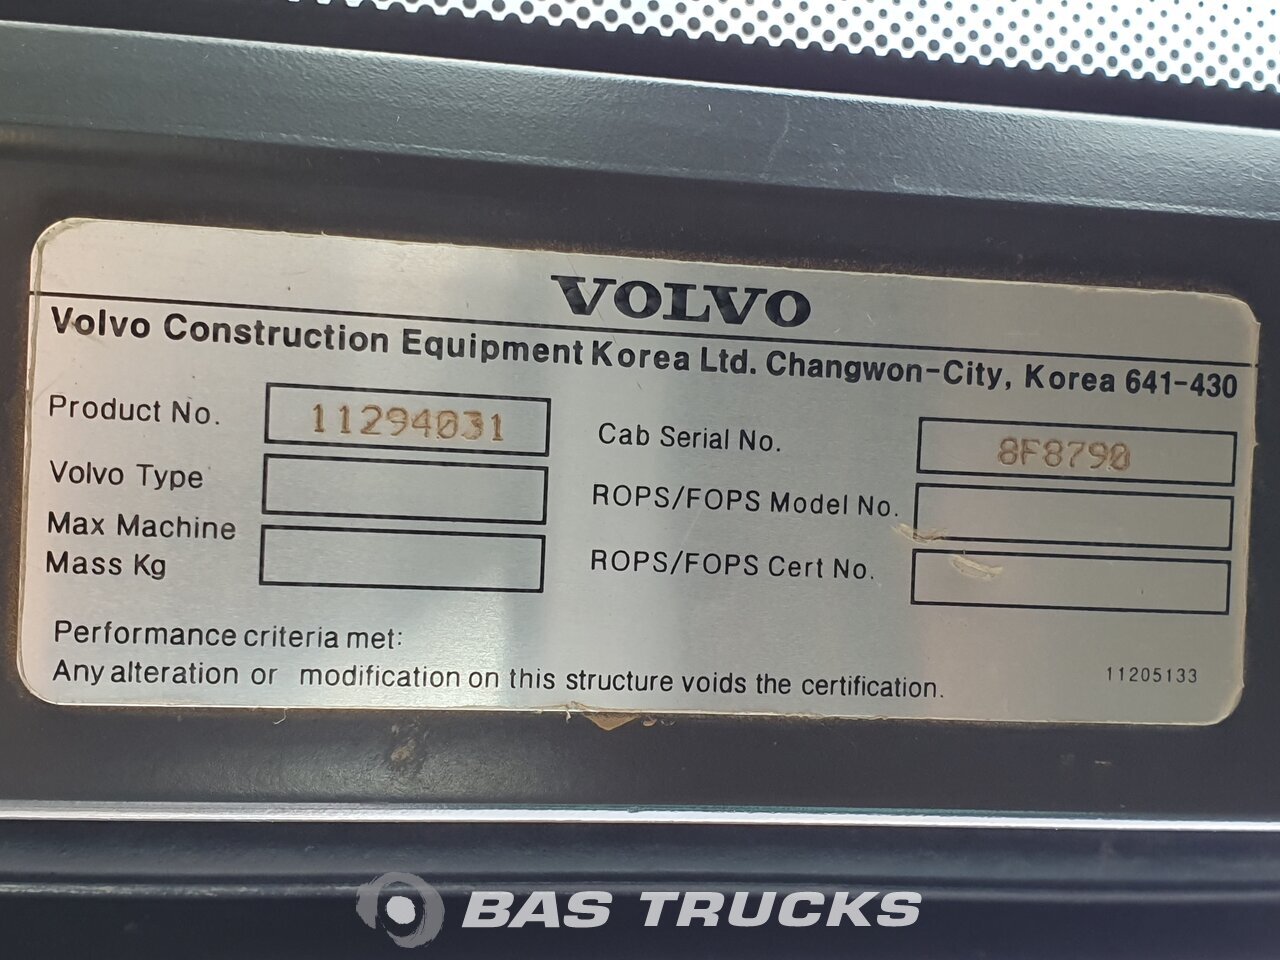 VOLVO
Volvo Construction Equipment Korea Ltd. Changwon-City, Korea 641-430
Product No. 11294031
Cab Serial No. 8F8790
Volvo Type
ROPS/FOPS Model No.
Max Machine
Mass Kg
ROPS/FOPS Cert No.
Performance criteria met:
Any alteration or modification on this structure voids the certification.
11205133
BAS TRUCKS